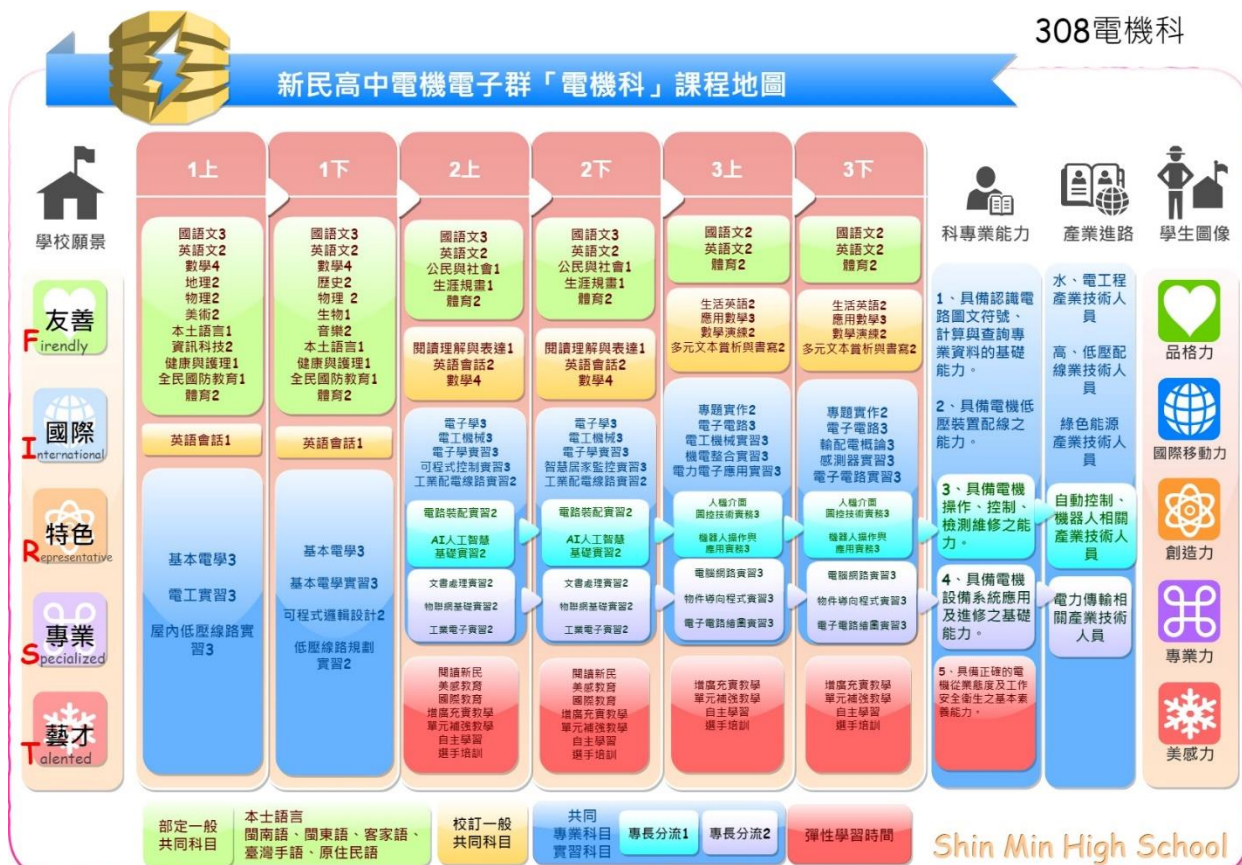 308電機科
新民高中電機電子群「電機科」課程地圖
學校願景
友善
Firendly
國際
International
特色
Representative
專業
Specialized
藝才
Talented
1上
國語文3
英語文2
數學4
地理2
物理2
美術2
本土語言1
資訊科技2
健康與護理1
全民國防教育1
體育2
英語會話1
基本電學3
電工實習3
屋內低壓線路實
習3
1下
國語文3
英語文2
數學4
歷史2
物理 2
生物1
音樂2
本土語言1
健康與護理1
全民國防教育1
體育2
英語會話1
基本電學3
基本電學實習3
可程式邏輯設計2
低壓線路規劃
實習2
2上
國語文3
英語文2
公民與社會1
生涯規畫1
體育2
閱讀理解與表達1
英語會話2
數學4
電子學3
電工機械3
電子學實習3
可程式控制實習3
工業配電線路實習2
電路裝配實習2
AI人工智慧
基礎實習2
文書處理實習2
物聯網基礎實習2
工業電子實習2
閱讀新民
美感教育
國際教育
增廣充實教學
單元補強教學
自主學習
選手培訓
2下
國語文3
英語文2
公民與社會1
生涯規畫1
體育2
閱讀理解與表達1
英語會話2
數學4
電子學3
電工機械3
電子學實習3
智慧居家監控實習3
工業配電線路實習2
電路裝配實習2
AI人工智慧
基礎實習2
文書處理實習2
物聯網基礎實習2
工業電子實習2
閱讀新民
美感教育
國際教育
增廣充實教學
單元補強教學
自主學習
選手培訓
3上
國語文2
英語文2
體育2
生活英語2
應用數學3
數學演練2
多元文本賞析與書寫2
專題實作2
電子電路3
電工機械實習3
機電整合實習3
電力電子應用實習3
人機介面
圖控技術實務3
機器人操作與
應用實務3
電腦網路實習3
物件導向程式實習3
電子電路繪圖實習3
增廣充實教學
單元補強教學
自主學習
選手培訓
3下
國語文2
英語文2
體育2
生活英語2
應用數學3
數學演練2
多元文本賞析與書寫2
專題實作2
電子電路3
輸配電概論3
感測器實習3
電子電路實習3
人機介面
圖控技術實務3
機器人操作與
應用實務3
電腦網路實習3
物件導向程式實習3
電子電路繪圖實習3
增廣充實教學
單元補強教學
自主學習
選手培訓
科專業能力
1、具備認識電
路圖文符號、
計算與查詢專
業資料的基礎
能力。
2、具備電機低
壓裝置配線之
能力。
3、具備電機
操作、控制、
檢測維修之能
力。
4、具備電機
設備系統應用
及進修之基礎
能力。
5、具備正確的電
機從業態度及工作
安全衛生之基本素
養能力。
產業進路
水、電工程
產業技術人
員
高、低壓配
線業技術人
員
綠色能源
產業技術人
員
自動控制、
機器人相關
產業技術人
員
電力傳輸相
關產業技術
人員
學生圖像
品格力
國際移動力
創造力
專業力
美感力
部定一般
共同科目
本土語言
閩南語、閩東語、客家語、
臺灣手語、原住民語
校訂一般
共同科目
共同
專業科目
實習科目
專長分流1
專長分流2
彈性學習時間
Shin Min High School